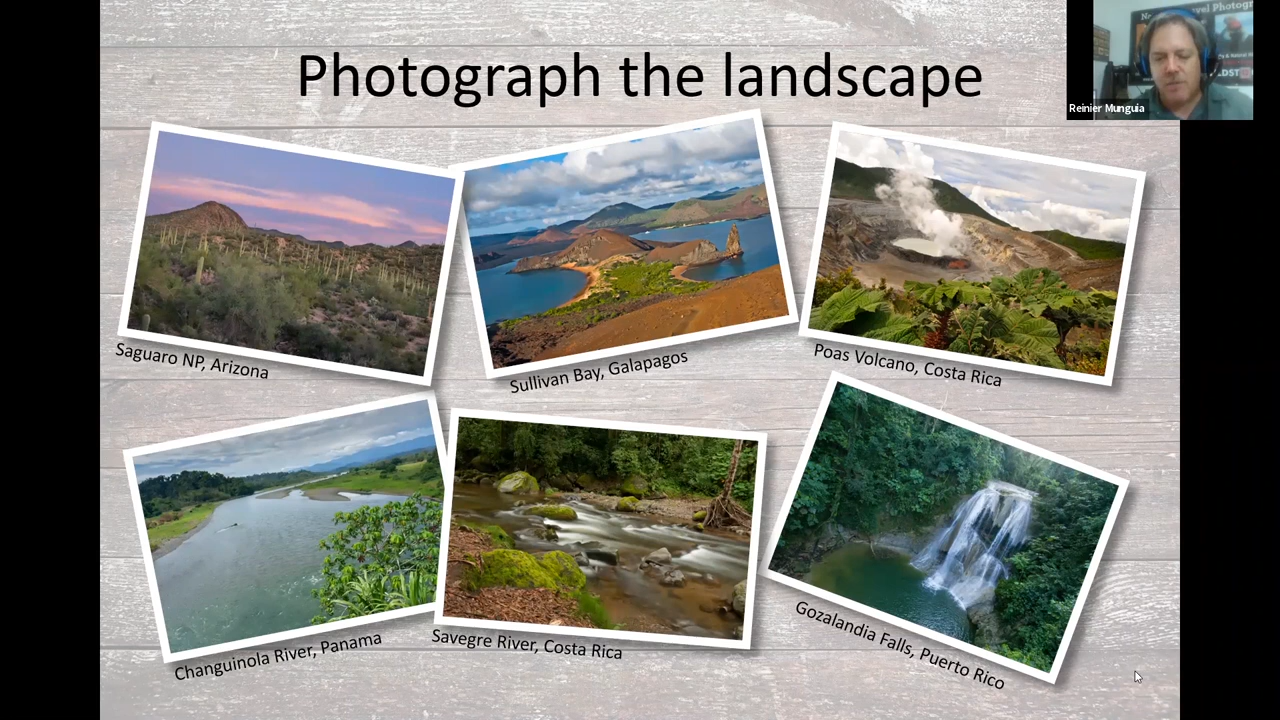 Photograph the landscape
Reinier Munguia
Saguaro NP, Arizona
Sullivan Bay, Galapagos
Poas Volcano, Costa Rica
Changuinola River, Panama
Savegre River, Costa Rica
Gozalandia Falls, Puerto Rico